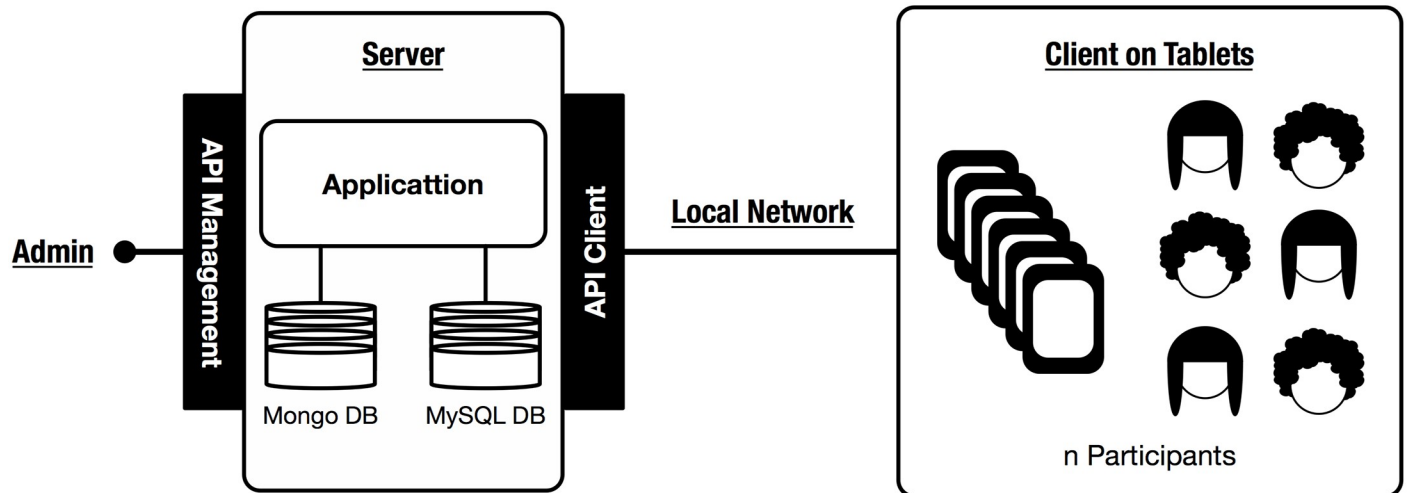 Server
Client on Tablets
API Management
Applicattion
API Client
Local Network
Admin
Mongo DB
MySQL DB
n Participants